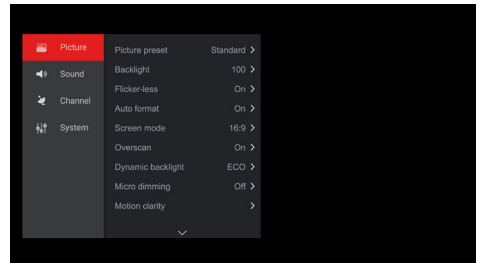 Picture
Sound
Channel
System
Picture preset Standard
Backlight 100
Flicker-less On
Auto format On
Screen mode 16:9
Overscan On
Dynamic backlight ECO
Micro dimming Off
Motion clarity